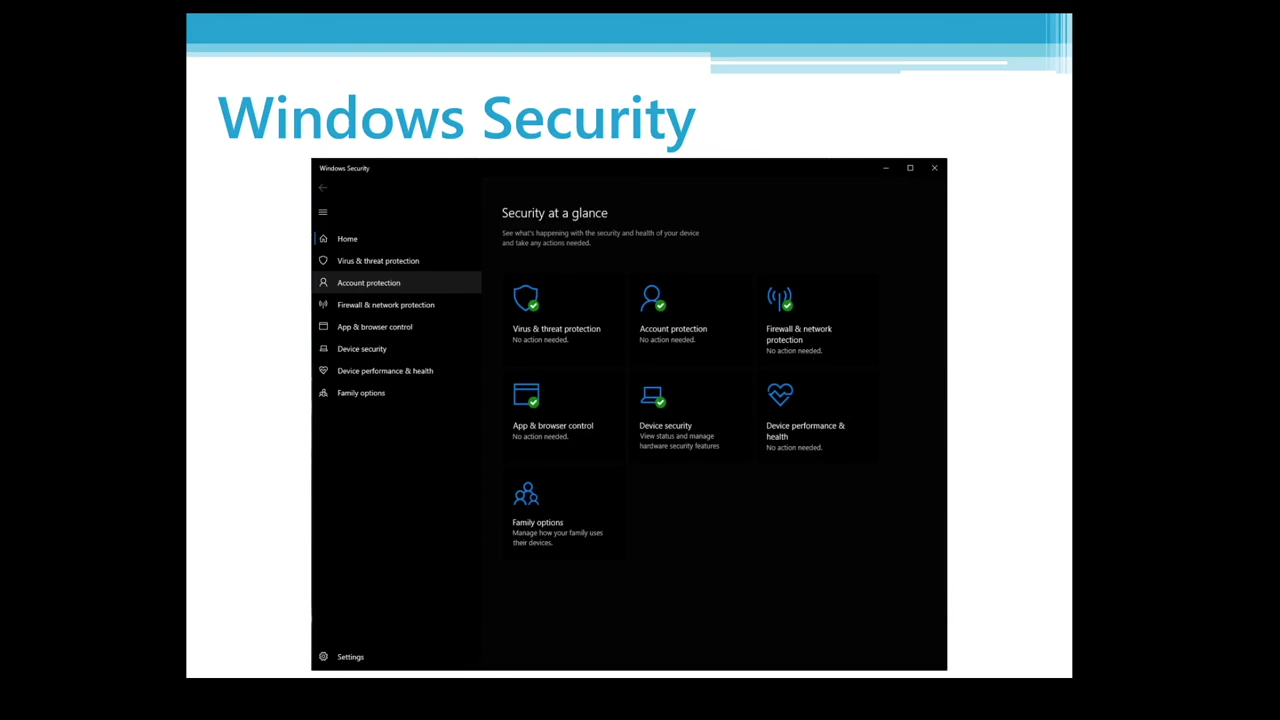 Windows Security
Windows Security
Home
Virus & threat protection
Account protection
Firewall & network protection
App & browser control
Device security
Device performance & health
Family options
Settings
Security at a glance
See what's happening with the security and health of your device
and take any actions needed.
Virus & threat protection
No action needed.
Account protection
No action needed.
Firewall & network
protection
No action needed.
App & browser control
No action needed.
Device security
View status and manage
hardware security features
Device performance &
health
No action needed.
Family options
Manage how your family uses
their devices.